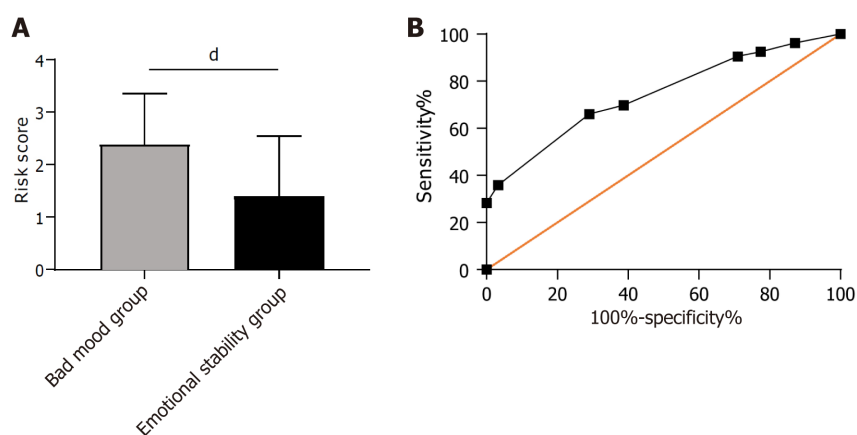 A
d
4
3
2
1
0
Risk score
Bad mood group
Emotional stability group
B
100
80
60
40
20
0
Sensitivity%
0 20 40 60 80 100
100%-specificity%